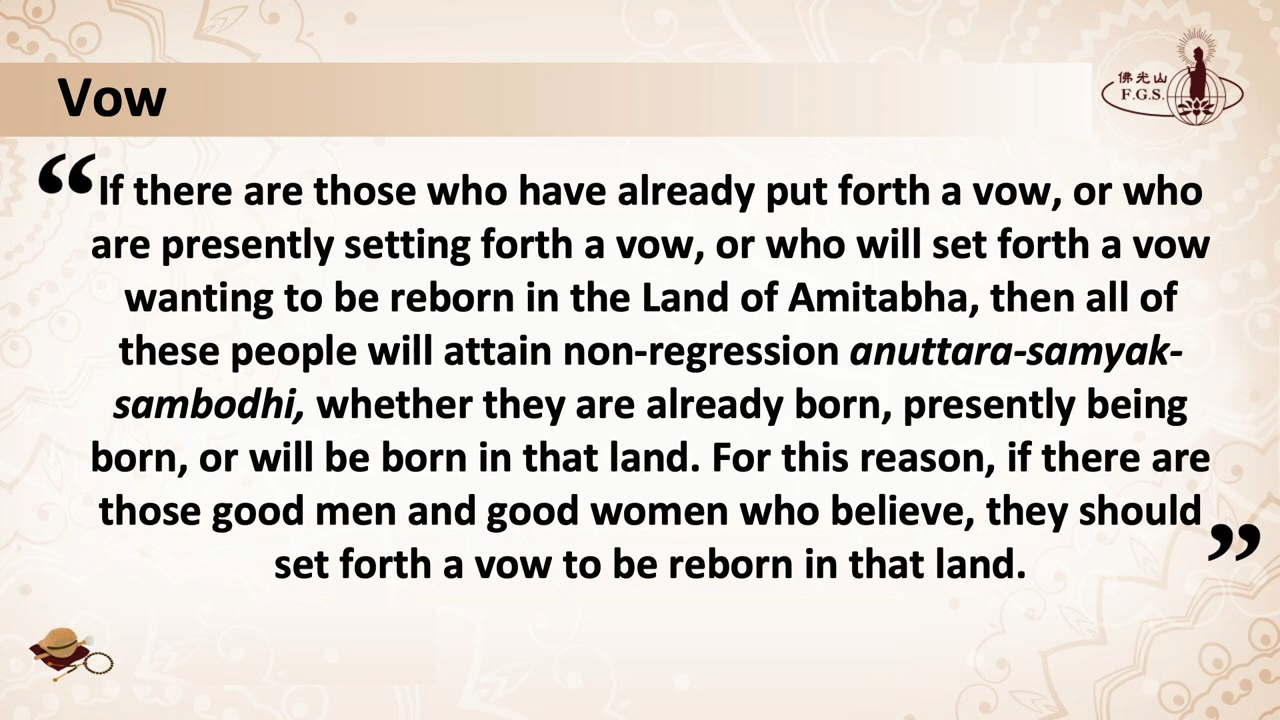 Vow
佛光山
F.G.S.
“If there are those who have already put forth a vow, or who
are presently setting forth a vow, or who will set forth a vow
wanting to be reborn in the Land of Amitabha, then all of
these people will attain non-regression anuttara-samyak-
sambodhi, whether they are already born, presently being
born, or will be born in that land. For this reason, if there are
those good men and good women who believe, they should
set forth a vow to be reborn in that land.”